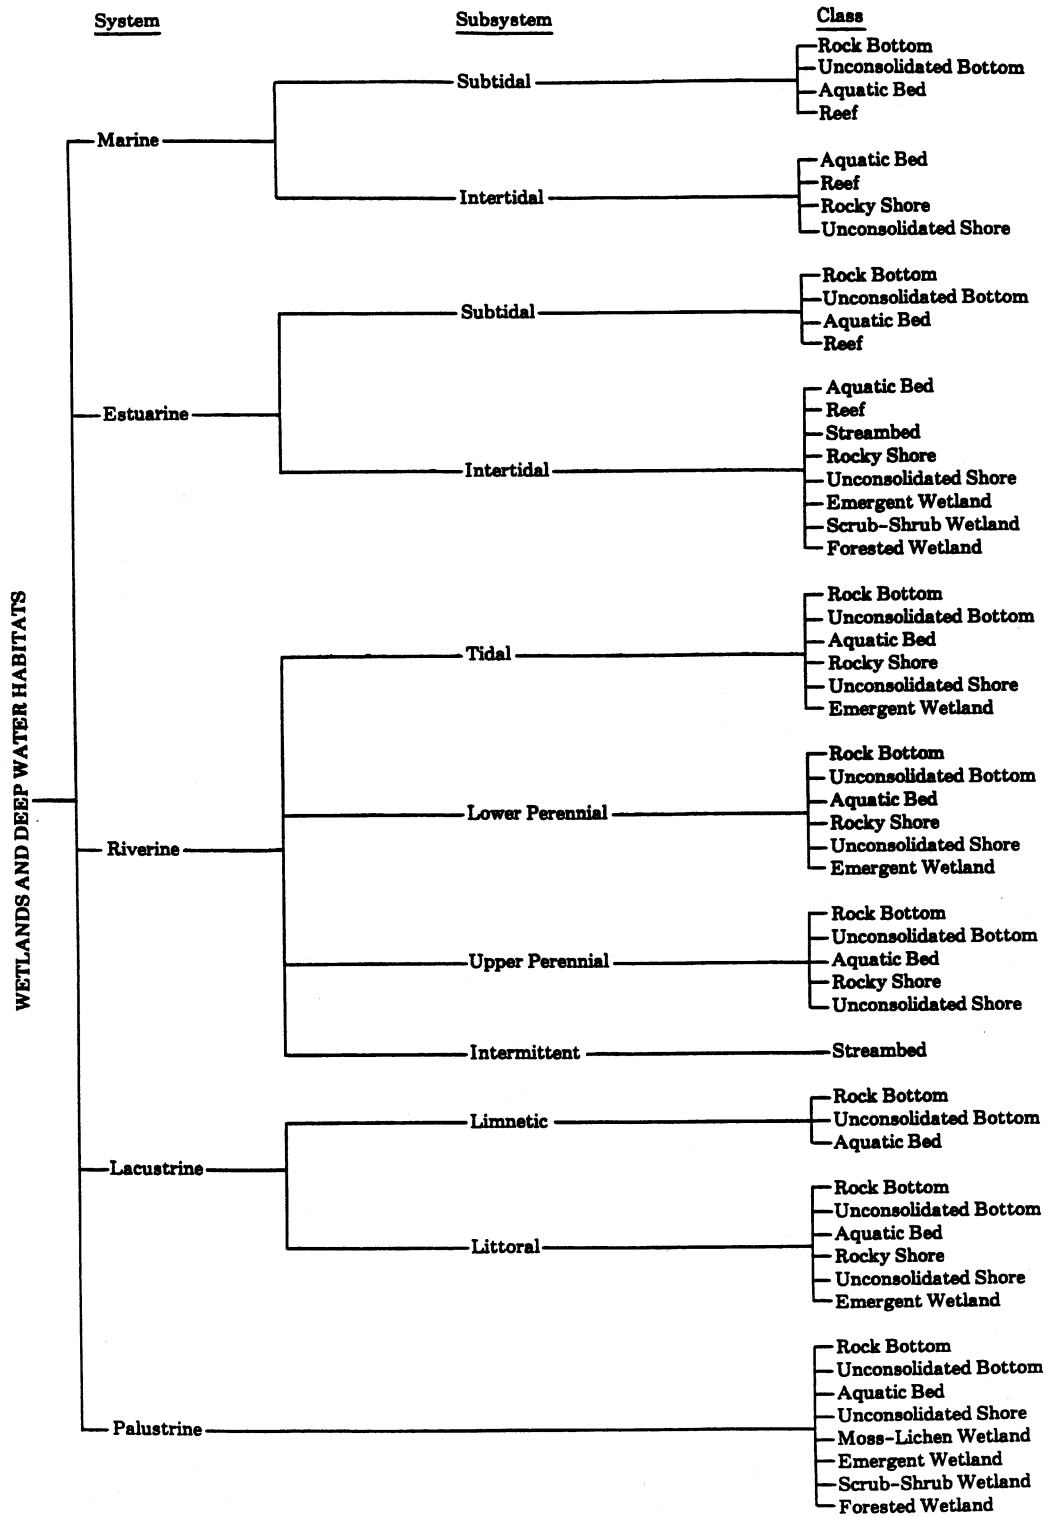 System
Subsystem
Class
Marine
Subtidal
Rock Bottom
Unconsolidated Bottom
Aquatic Bed
Reef
Intertidal
Aquatic Bed
Reef
Rocky Shore
Unconsolidated Shore
Estuarine
Subtidal
Rock Bottom
Unconsolidated Bottom
Aquatic Bed
Reef
Intertidal
Aquatic Bed
Reef
Streambed
Rocky Shore
Unconsolidated Shore
Emergent Wetland
Scrub-Shrub Wetland
Forested Wetland
WETLANDS AND DEEP WATER HABITATS
Riverine
Tidal
Rock Bottom
Unconsolidated Bottom
Aquatic Bed
Rocky Shore
Unconsolidated Shore
Emergent Wetland
Lower Perennial
Rock Bottom
Unconsolidated Bottom
Aquatic Bed
Rocky Shore
Unconsolidated Shore
Emergent Wetland
Upper Perennial
Rock Bottom
Unconsolidated Bottom
Aquatic Bed
Rocky Shore
Unconsolidated Shore
Intermittent
Streambed
Lacustrine
Limnetic
Rock Bottom
Unconsolidated Bottom
Aquatic Bed
Littoral
Rock Bottom
Unconsolidated Bottom
Aquatic Bed
Rocky Shore
Unconsolidated Shore
Emergent Wetland
Palustrine
Rock Bottom
Unconsolidated Bottom
Aquatic Bed
Unconsolidated Shore
Moss-Lichen Wetland
Emergent Wetland
Scrub-Shrub Wetland
Forested Wetland